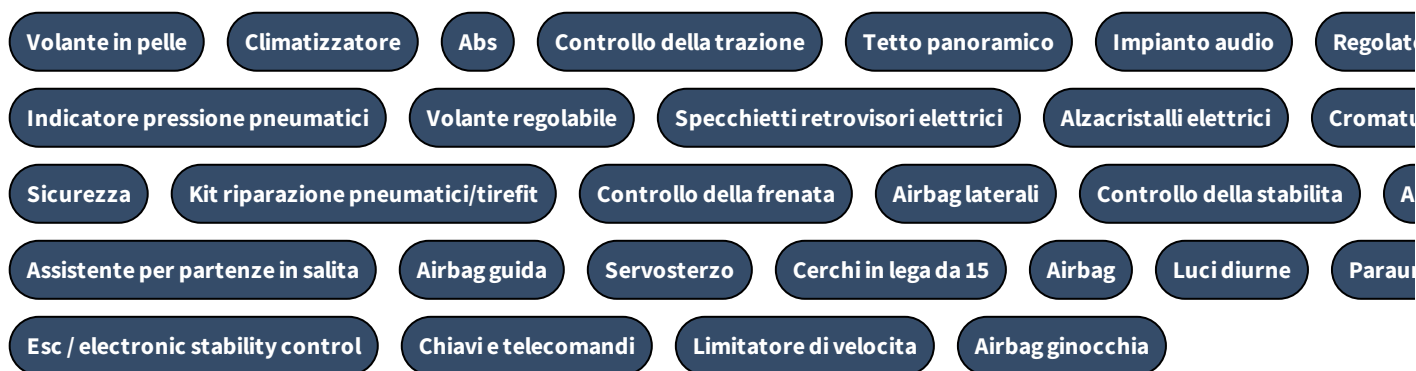 Volante in pelle Climatizzatore Abs Controllo della trazione Tetto panoramico Impianto audio
Indicatore pressione pneumatici Volante regolabile Specchietti retrovisori elettrici Alzacristalli elettrici
Sicurezza Kit riparazione pneumatici/tirefit Controllo della frenata Airbag laterali Controllo della stabilita
Assistente per partenze in salita Airbag guida Servosterzo Cerchi in lega da 15 Airbag Luci diurne
Esc / electronic stability control Chiavi e telecomandi Limitatore di velocita Airbag ginocchia